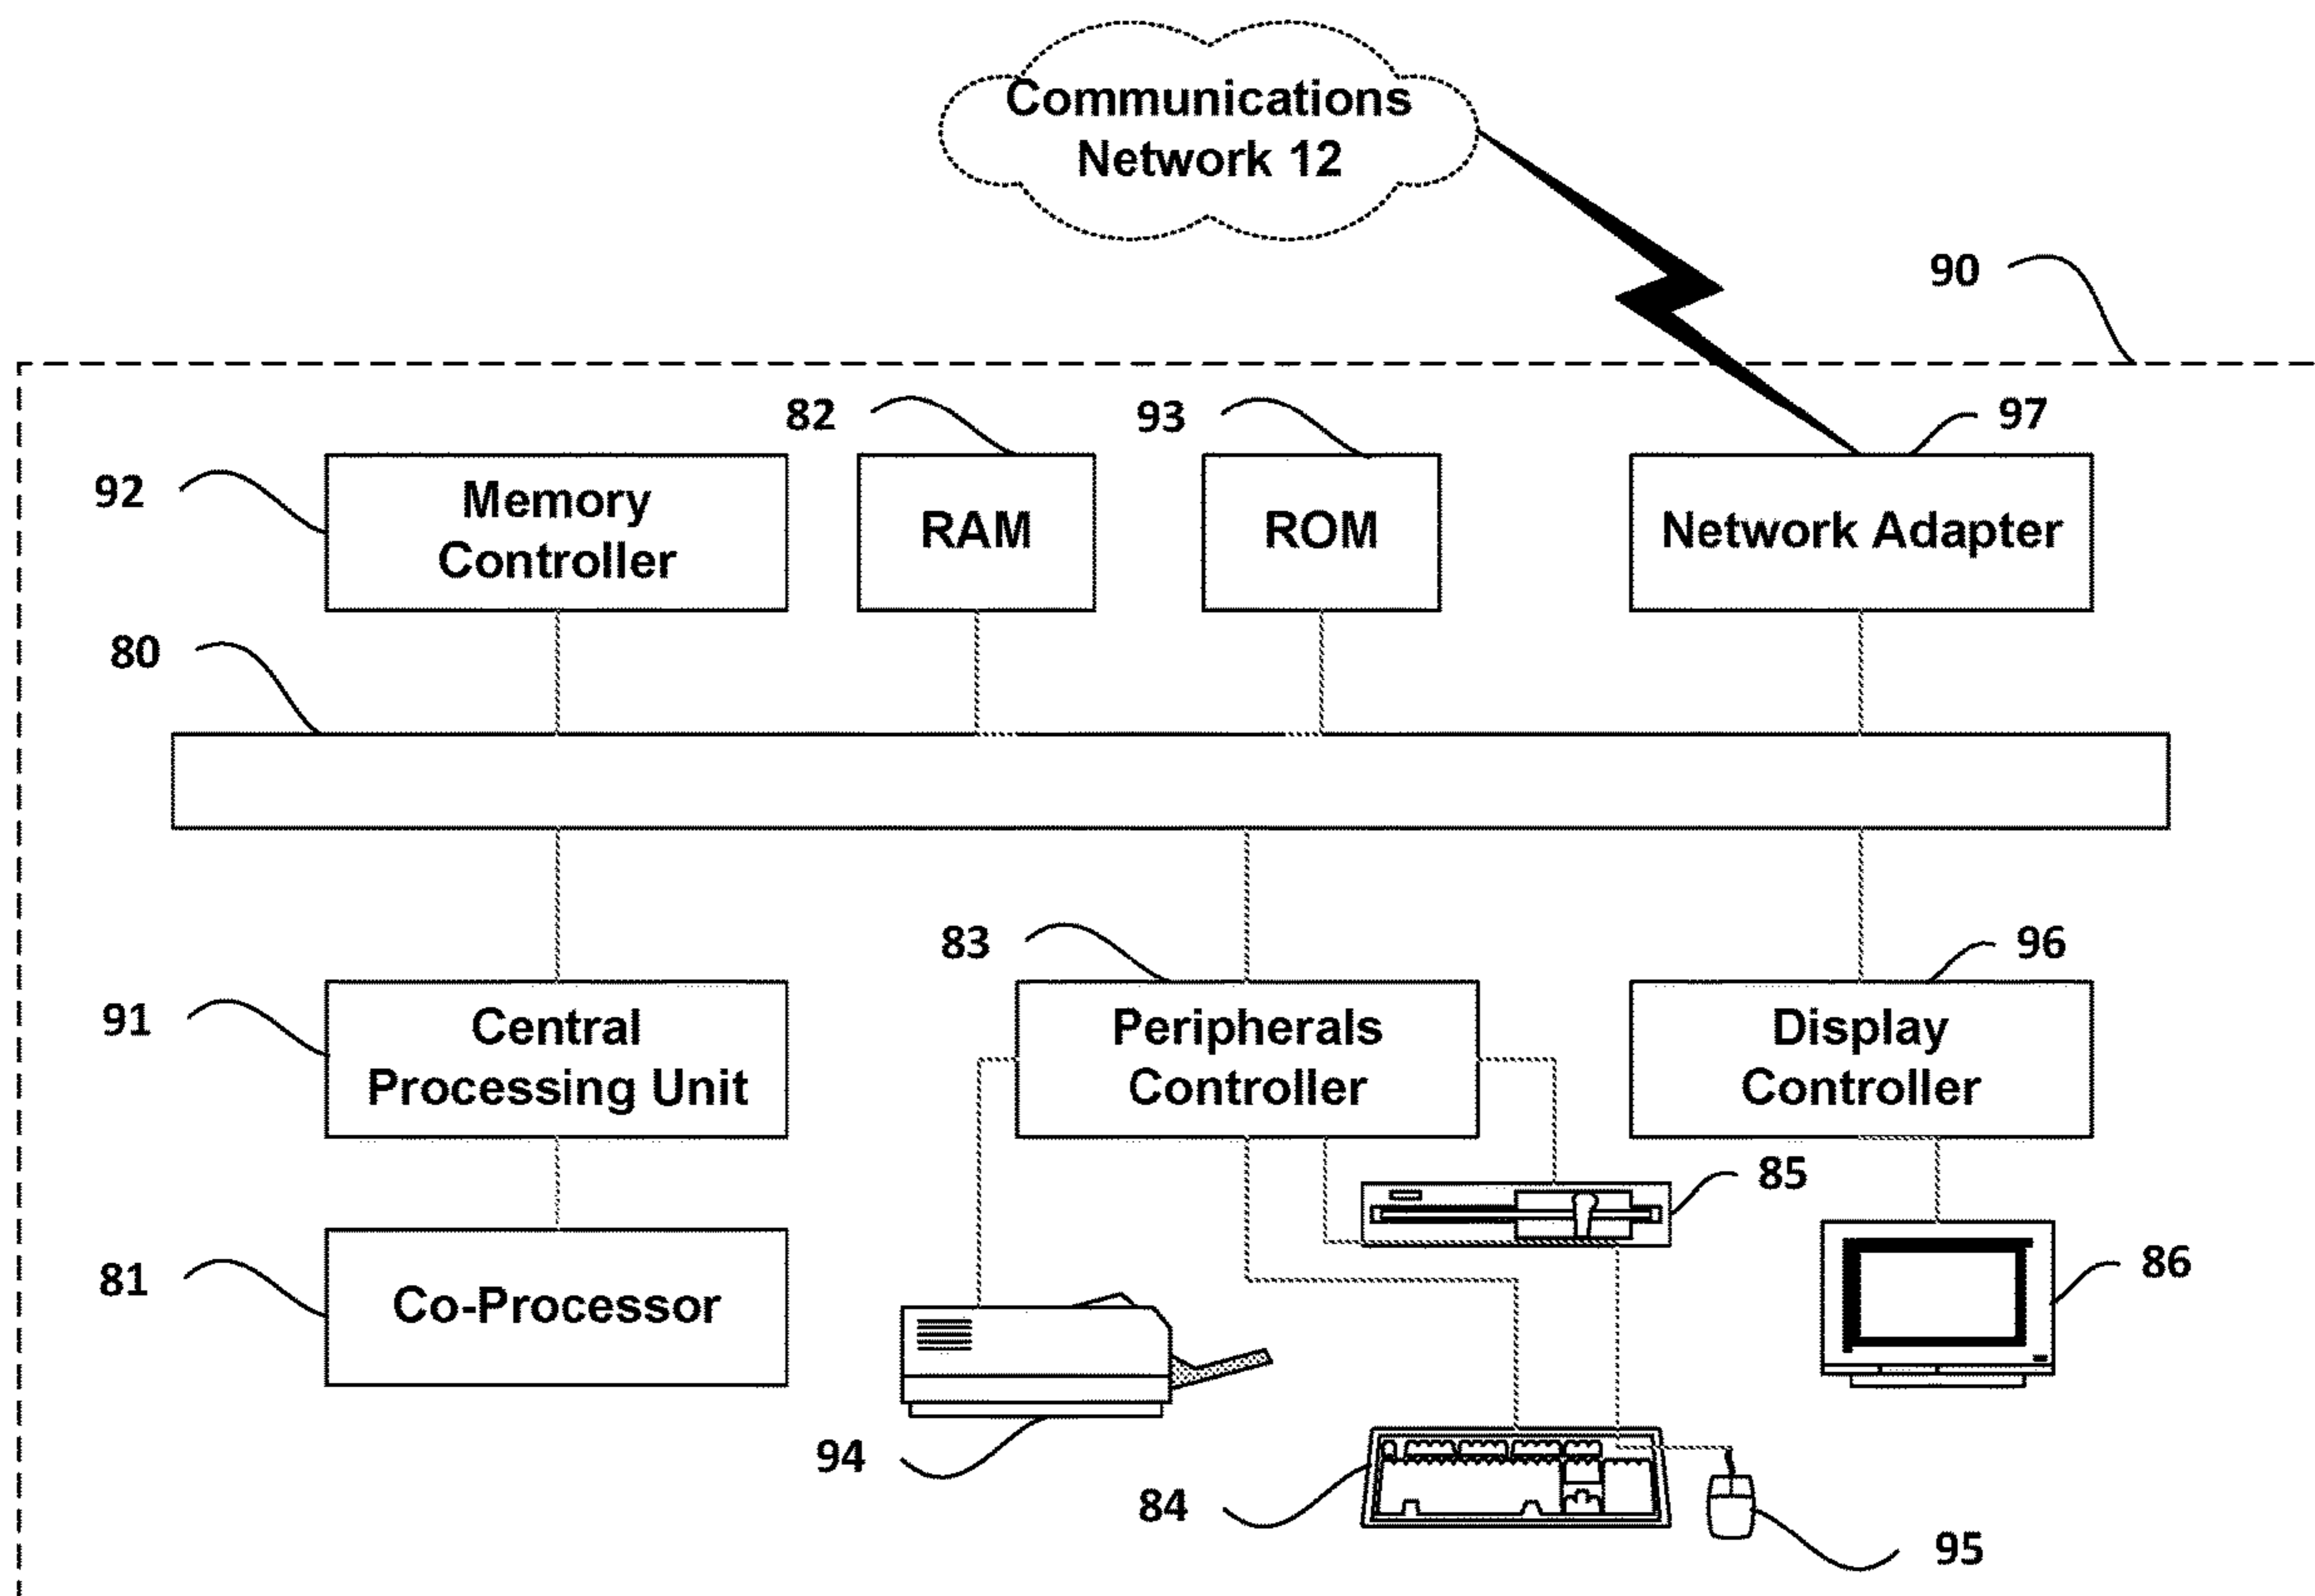 Communications
Network 12
90
82
93
97
92
Memory
Controller
RAM
ROM
Network Adapter
80
83
96
91
Central
Processing Unit
Peripherals
Controller
Display
Controller
85
81
Co-Processor
86
94
84
95